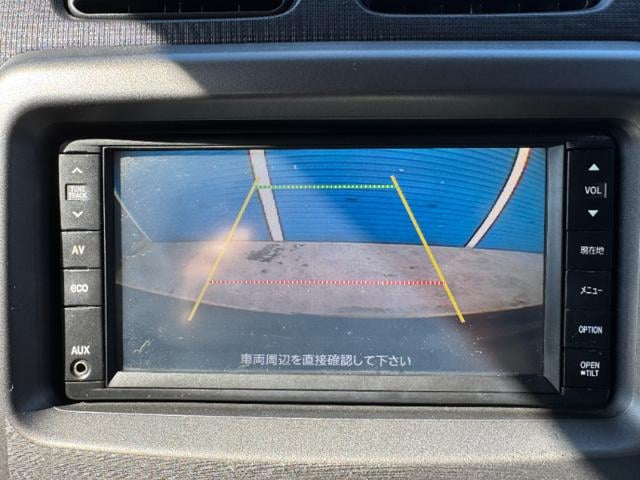 TUNE
TRACK
AV
eco
AUX
車両周辺を直接確認して下さい
VOL
現在地
メニュー
OPTION
OPEN
TILT